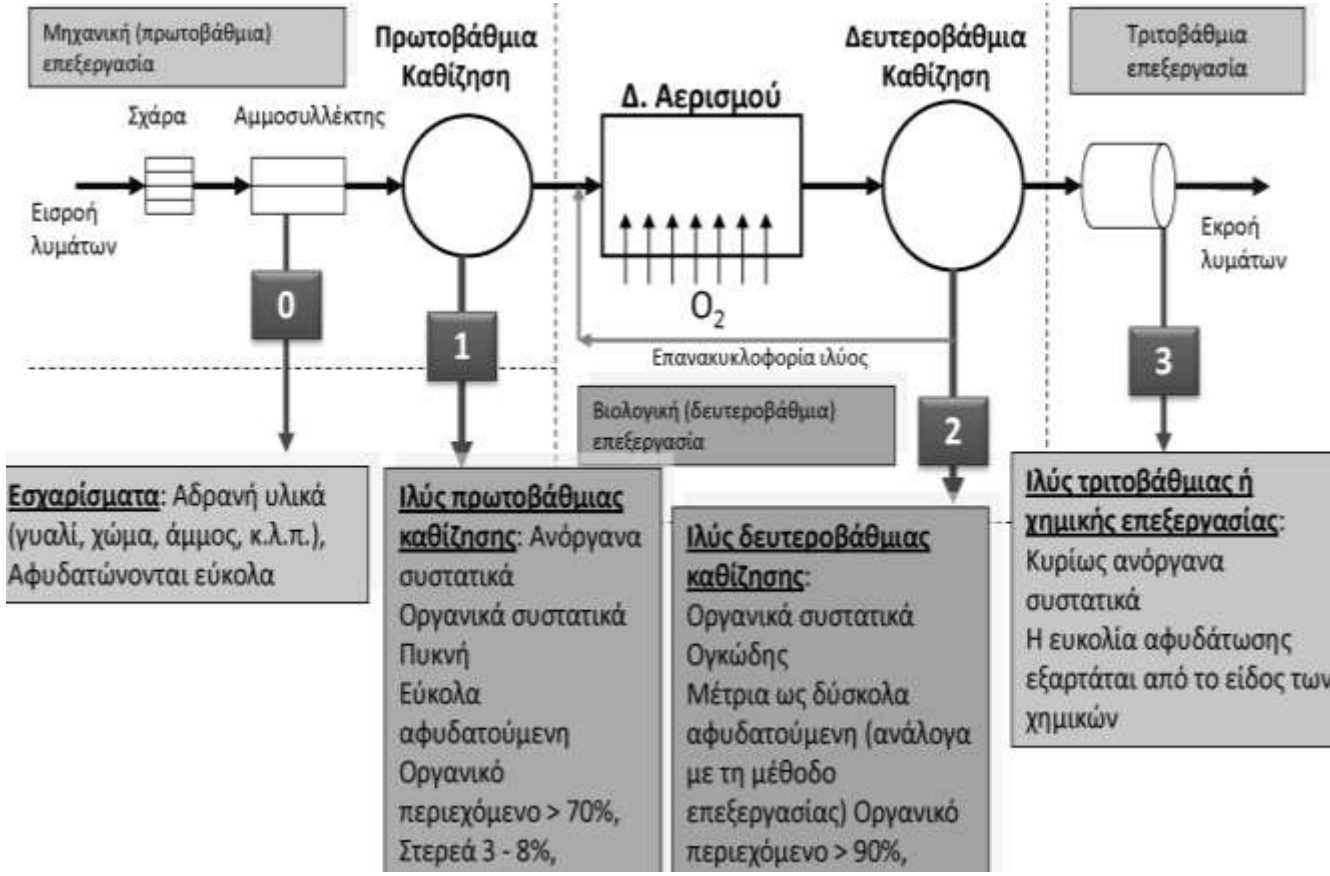 Μηχανική (πρωτοβάθμια)
επεξεργασία
Πρωτοβάθμια
Καθίζηση
Δευτεροβάθμια
Καθίζηση
Τριτοβάθμια
επεξεργασία
Σχάρα
Αμμοσυλλέκτης
Δ. Αερισμού
Εισροή
λυμάτων
Εκροή
λυμάτων
O2
Επανακυκλοφορία ιλύος
0
1
2
3
Βιολογική (δευτεροβάθμια)
επεξεργασία
Εσχαρίσματα: Αδρανή υλικά
(γυαλί, χώμα, άμμος, κ.λ.π.),
Αφυδατώνονται εύκολα
Ιλύς πρωτοβάθμιας
καθίζησης: Ανόργανα
συστατικά
Οργανικά συστατικά
Πυκνή
Εύκολα
αφυδατούμενη
Οργανικό
περιεχόμενο > 70%,
Στερεά 3 - 8%,
Ιλύς δευτεροβάθμιας
καθίζησης:
Οργανικά συστατικά
Ογκώδης
Μέτρια ως δύσκολα
αφυδατούμενη (ανάλογα
με τη μέθοδο
επεξεργασίας) Οργανικό
περιεχόμενο > 90%,
Ιλύς τριτοβάθμιας ή
χημικής επεξεργασίας:
Κυρίως ανόργανα
συστατικά
Η ευκολία αφυδάτωσης
εξαρτάται από το είδος των
χημικών